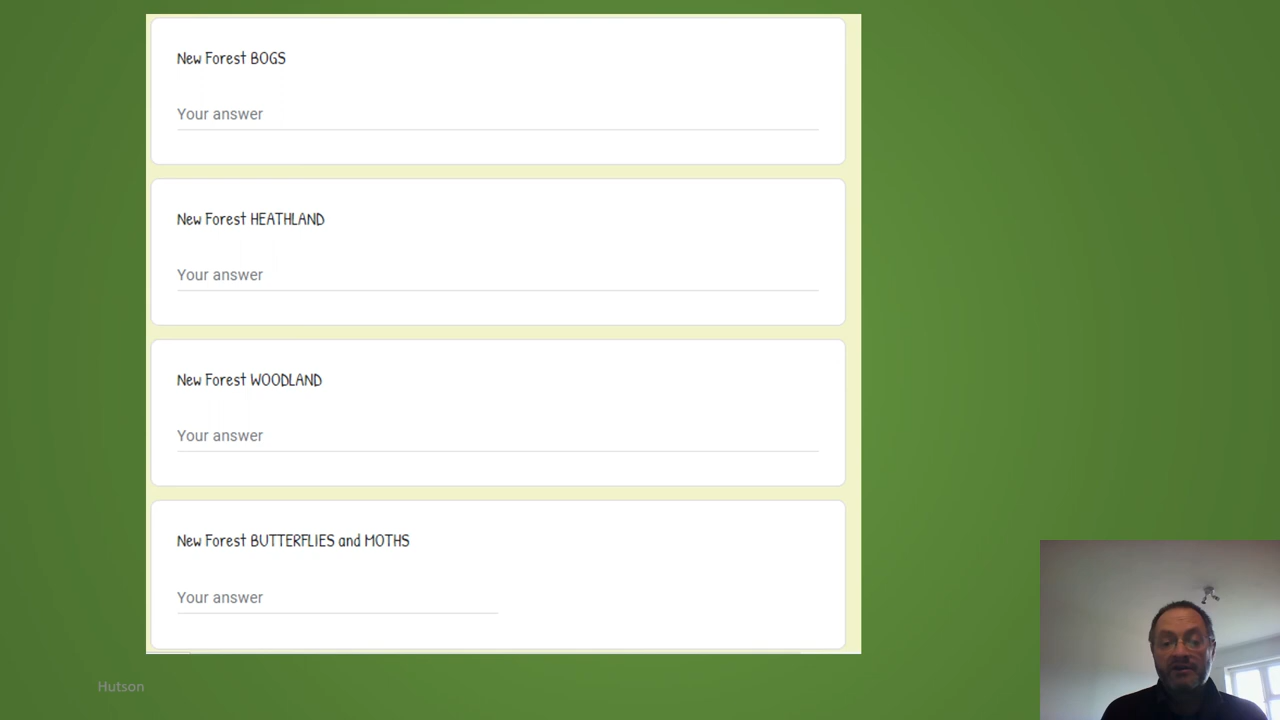 New Forest BOGS
Your answer
New Forest HEATHLAND
Your answer
New Forest WOODLAND
Your answer
New Forest BUTTERFLIES and MOTHS
Your answer
Hutson